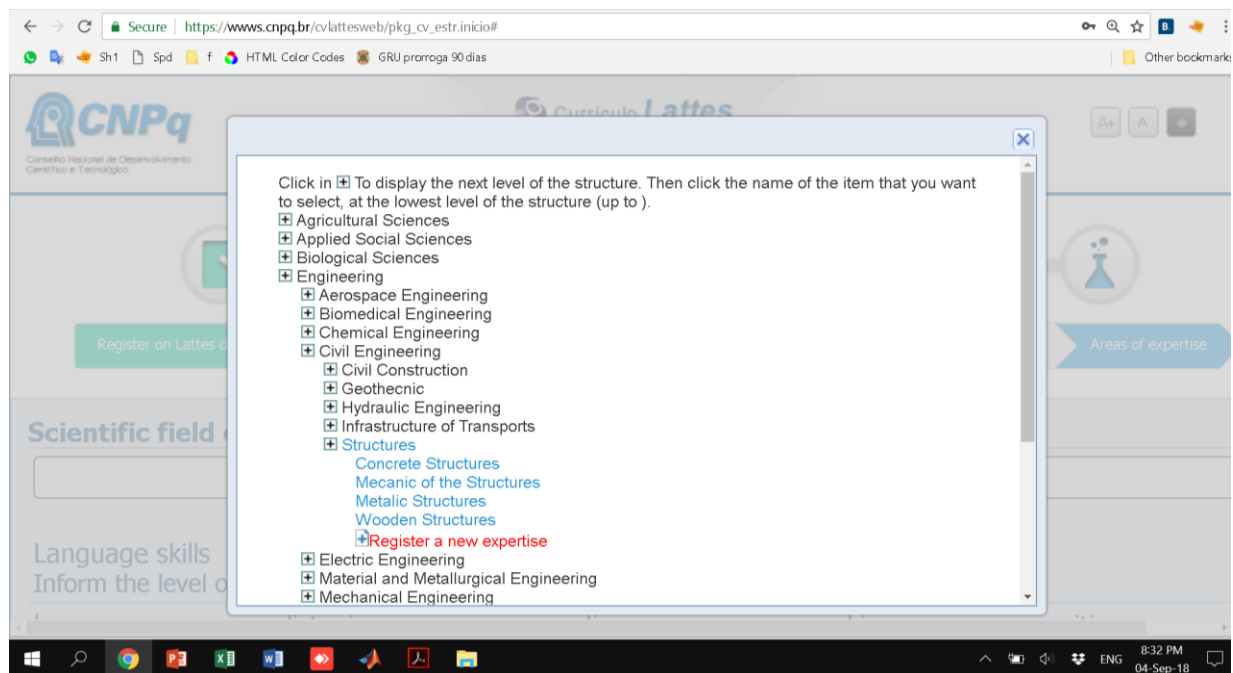 Secure https://wwws.cnpq.br/cvlattesweb/pkg_cv_estr.inicio#
Sh1 Spd f HTML Color Codes GRU prorroga 90 dias Other bookmarks
CNPq
Conselho Nacional de Desenvolvimento
Científico e Tecnológico
Currículo Lattes
A+ A
Click in + To display the next level of the structure. Then click the name of the item that you want
to select, at the lowest level of the structure (up to ).
Agricultural Sciences
Applied Social Sciences
Biological Sciences
Engineering
Aerospace Engineering
Biomedical Engineering
Chemical Engineering
Civil Engineering
Civil Construction
Geothecnic
Hydraulic Engineering
Infrastructure of Transports
Structures
Concrete Structures
Mecanic of the Structures
Metalic Structures
Wooden Structures
Register a new expertise
Electric Engineering
Material and Metallurgical Engineering
Mechanical Engineering
Register on Lattes
Areas of expertise
Scientific field
Language skills
Inform the level o
ENG
8:32 PM
04-Sep-18